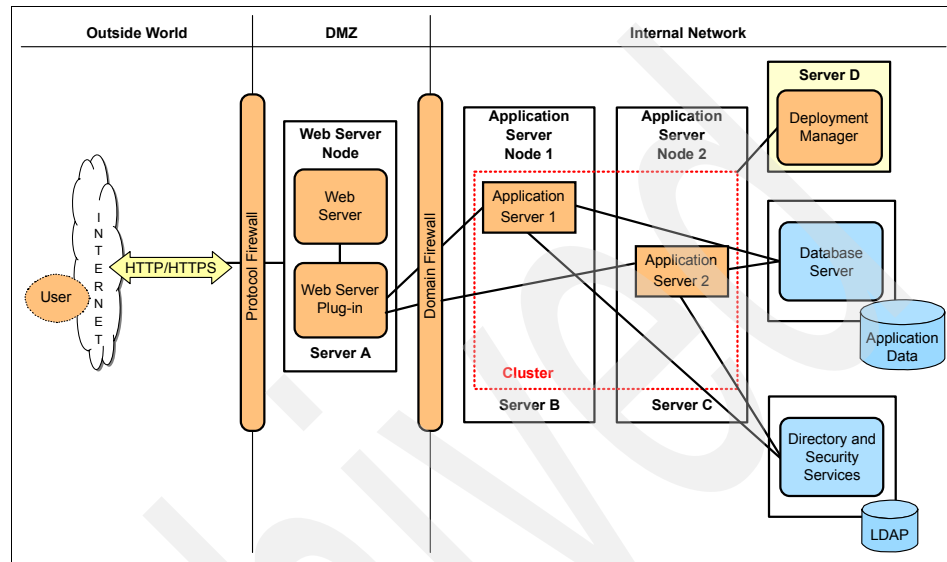 Outside World
DMZ
Internal Network
User
INTERNET
HTTP/HTTPS
Protocol Firewall
Web Server
Node
Web
Server
Web Server
Plug-in
Server A
Domain Firewall
Application
Server
Node 1
Application
Server 1
Cluster
Server B
Application
Server
Node 2
Application
Server 2
Server C
Server D
Deployment
Manager
Database
Server
Application
Data
Directory and
Security
Services
LDAP